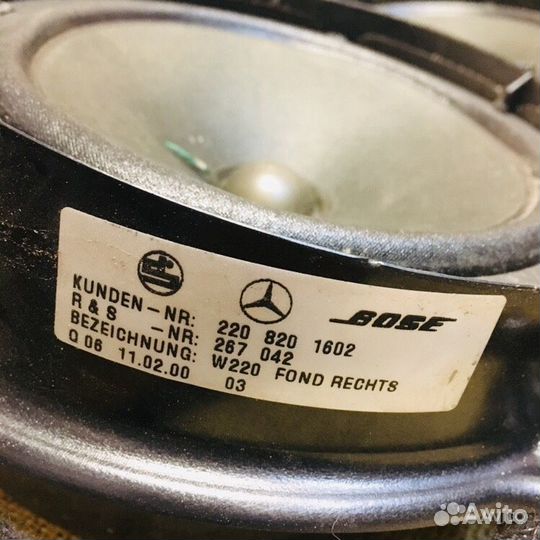 BOSE
KUNDEN-NR: 220 820 1602
R & S -NR: 267 042
BEZEICHNUNG: W220 FOND RECHTS
Q 06 11.02.00 03
Avito